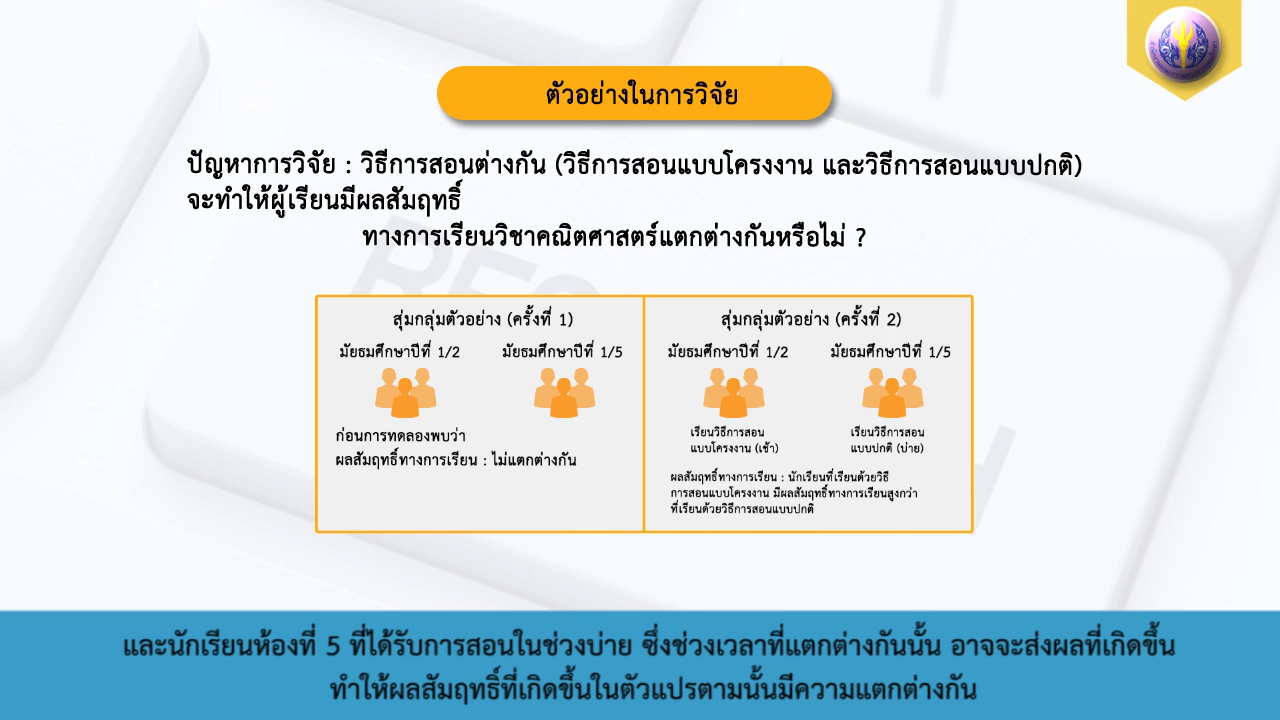 ตัวอย่างในการวิจัย
ปัญหาการวิจัย : วิธีการสอนต่างกัน (วิธีการสอนแบบโครงงาน และวิธีการสอนแบบปกติ)
จะทำให้ผู้เรียนมีผลสัมฤทธิ์
ทางการเรียนวิชาคณิตศาสตร์แตกต่างกันหรือไม่ ?
สุ่มกลุ่มตัวอย่าง (ครั้งที่ 1)
มัยธมศึกษาปีที่ 1/2 มัยธมศึกษาปีที่ 1/5
ก่อนการทดลองพบว่า
ผลสัมฤทธิ์ทางการเรียน : ไม่แตกต่างกัน
สุ่มกลุ่มตัวอย่าง (ครั้งที่ 2)
มัยธมศึกษาปีที่ 1/2 มัยธมศึกษาปีที่ 1/5
เรียนวิธีการสอน
แบบโครงงาน (เช้า)
เรียนวิธีการสอน
แบบปกติ (บ่าย)
ผลสัมฤทธิ์ทางการเรียน : นักเรียนที่เรียนด้วยวิธี
การสอนแบบโครงงาน มีผลสัมฤทธิ์ทางการเรียนสูงกว่า
ที่เรียนด้วยวิธีการสอนแบบปกติ
และนักเรียนห้องที่ 5 ที่ได้รับการสอนในช่วงบ่าย ซึ่งช่วงเวลาที่แตกต่างกันนั้น อาจจะส่งผลที่เกิดขึ้น
ทำให้ผลสัมฤทธิ์ที่เกิดขึ้นในตัวแปรตามนั้นมีความแตกต่างกัน